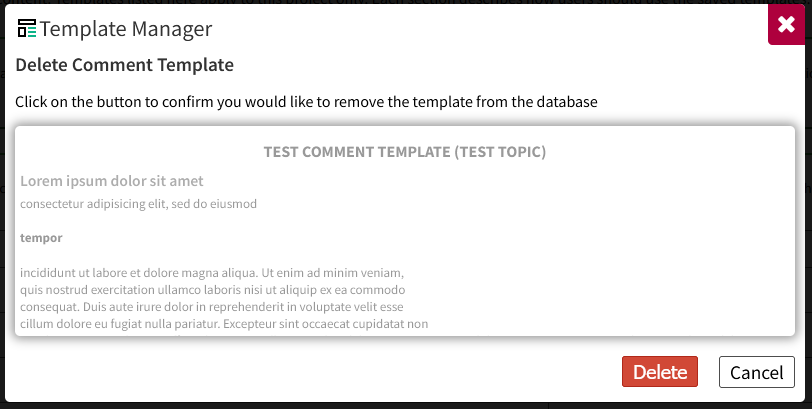 Template Manager
Delete Comment Template
Click on the button to confirm you would like to remove the template from the database
TEST COMMENT TEMPLATE (TEST TOPIC)
Lorem ipsum dolor sit amet
consectetur adipisicing elit, sed do eiusmod
tempor
incididunt ut labore et dolore magna aliqua. Ut enim ad minim veniam,
quis nostrud exercitation ullamco laboris nisi ut aliquip ex ea commodo
consequat. Duis aute irure dolor in reprehenderit in voluptate velit esse
cillum dolore eu fugiat nulla pariatur. Excepteur sint occaecat cupidatat non
Delete
Cancel